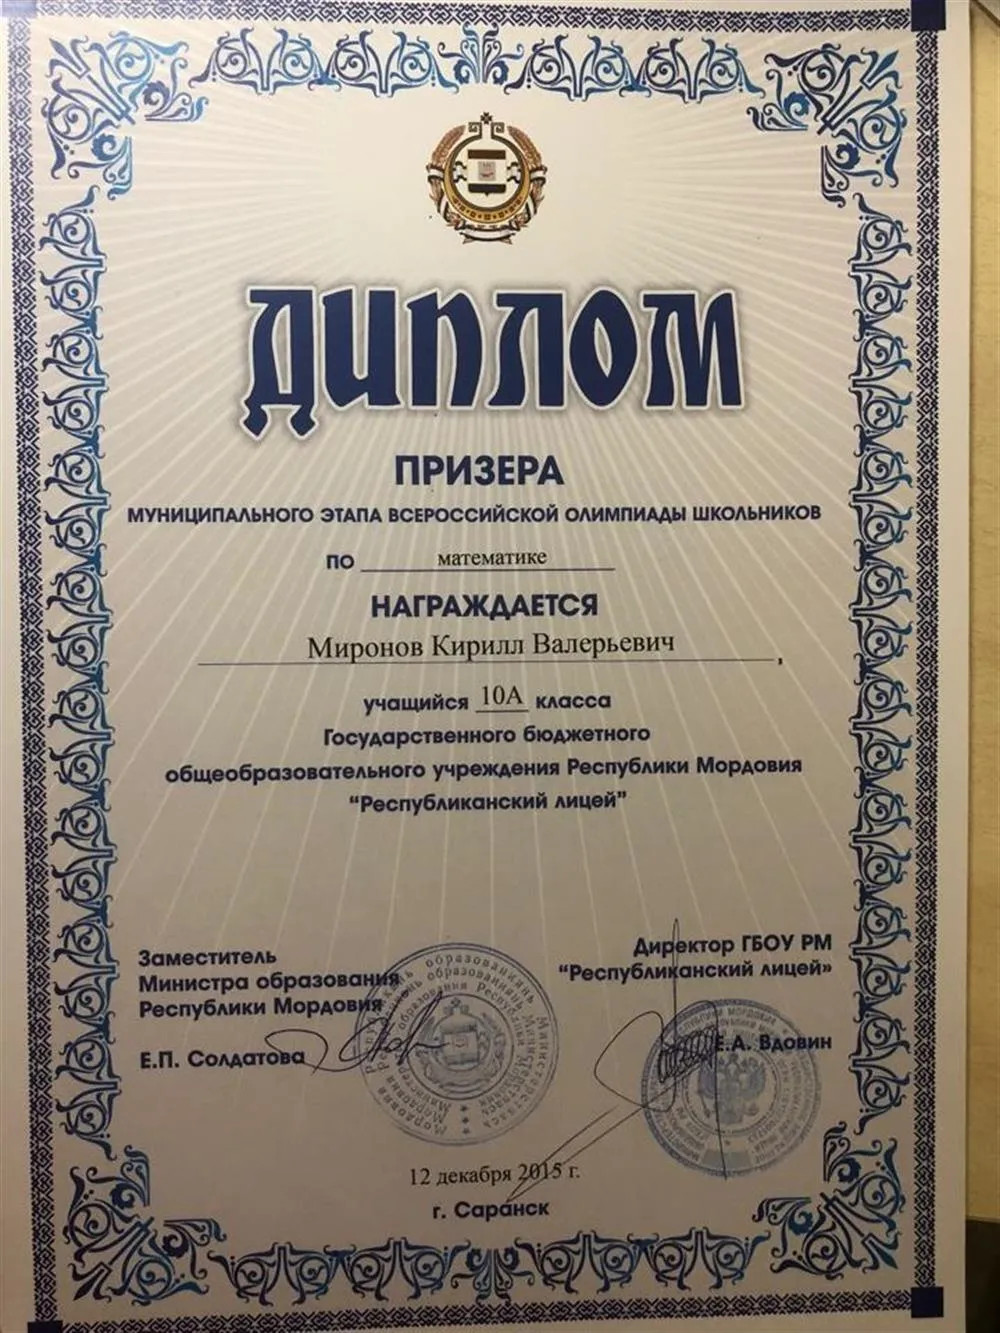 ДИПЛОМ
ПРИЗЕРА
МУНИЦИПАЛЬНОГО ЭТАПА ВСЕРОССИЙСКОЙ ОЛИМПИАДЫ ШКОЛЬНИКОВ
ПО математике
НАГРАЖДАЕТСЯ
Миронов Кирилл Валерьевич,
учащийся 10А класса
Государственного бюджетного
общеобразовательного учреждения Республики Мордовия
“Республиканский лицей”
Заместитель
Министра образования
Республики Мордовия
Е.П. Солдатова
Директор ГБОУ РМ
“Республиканский лицей»
Е.А. Вдовин
12 декабря 2015 г.
г. Саранск